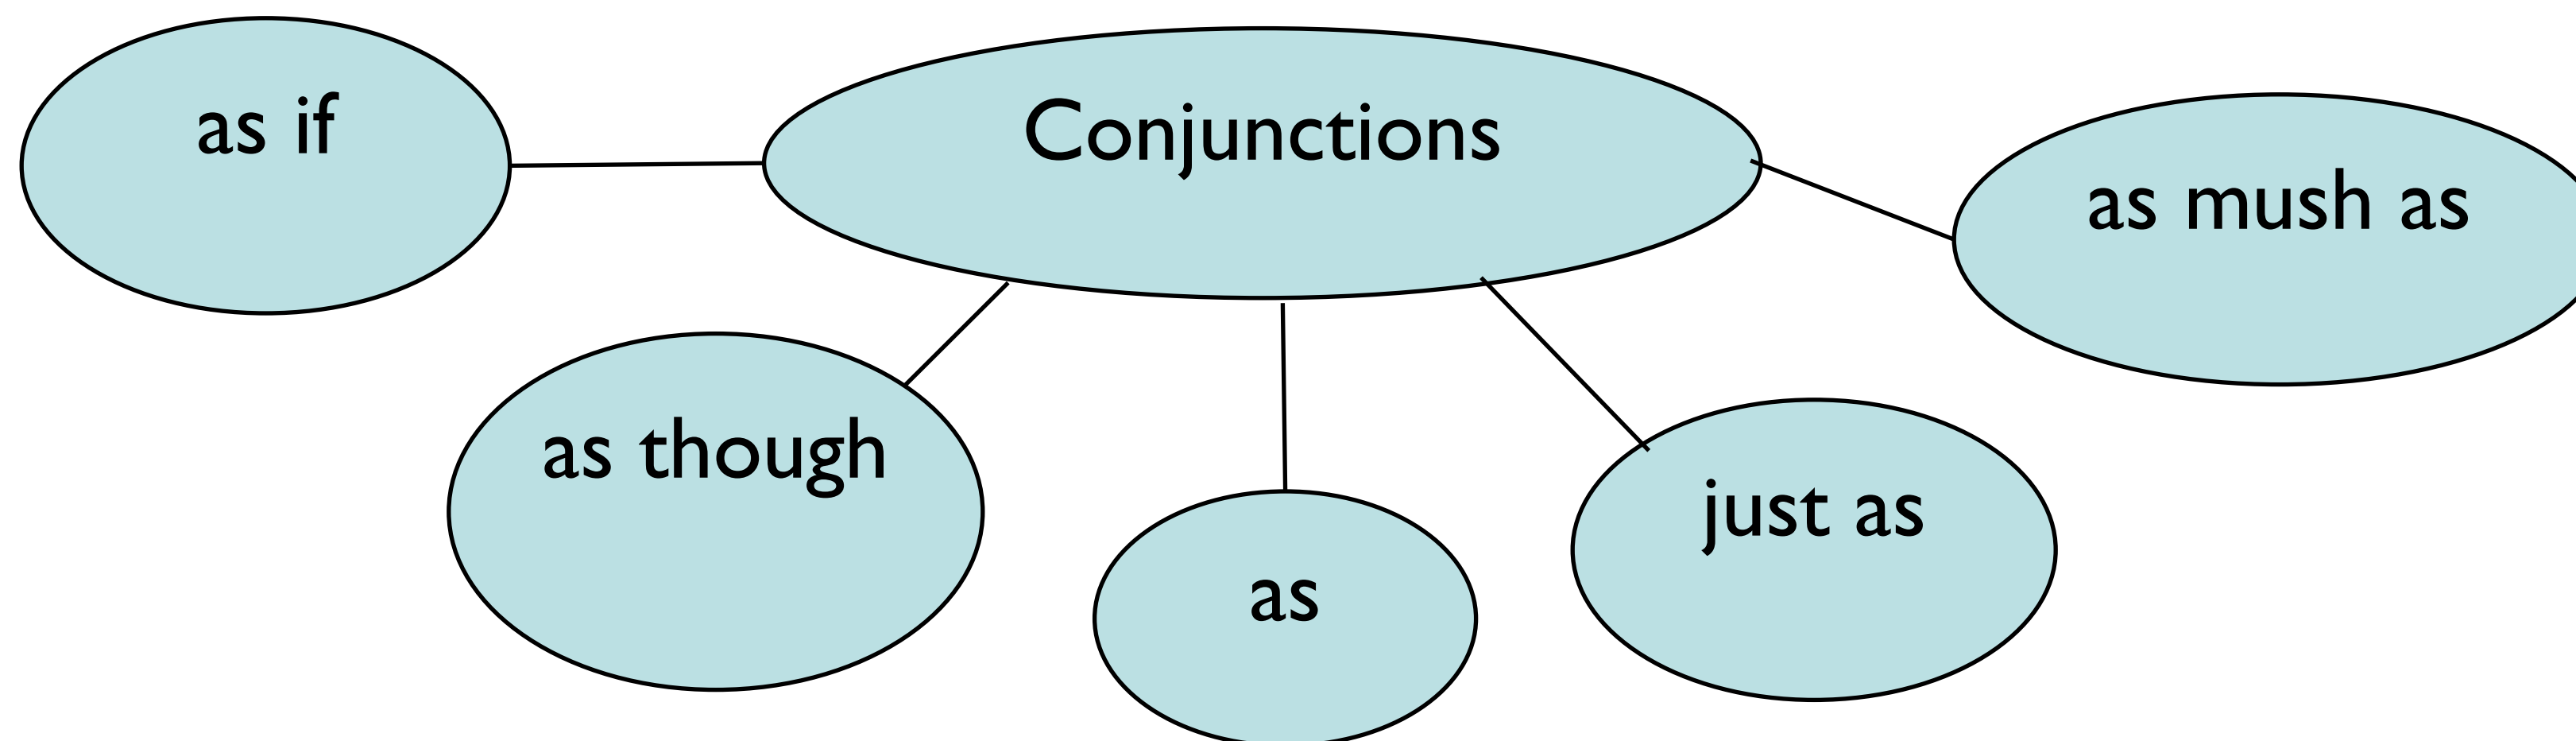 as if
Conjunctions
as mush as
as though
just as
as